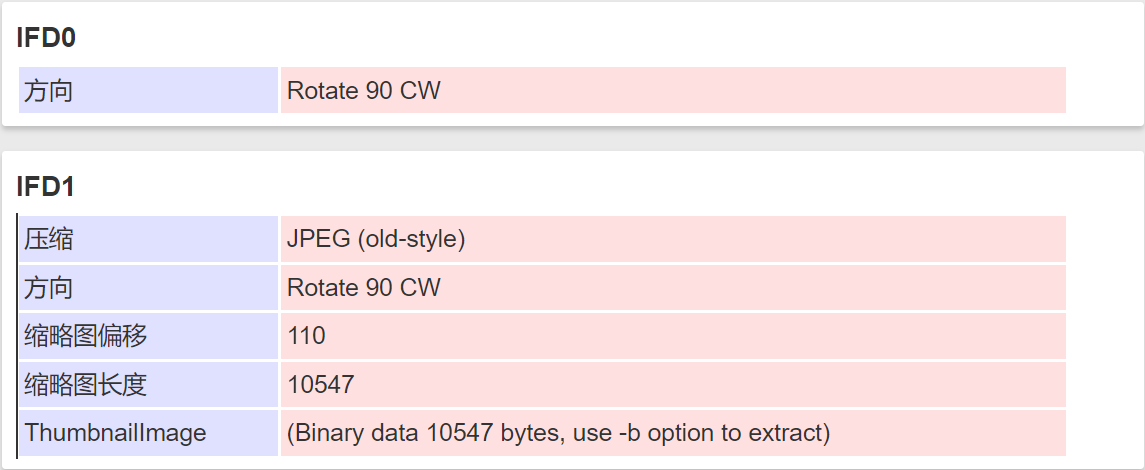 IFD0
方向 Rotate 90 CW
IFD1
压缩 JPEG (old-style)
方向 Rotate 90 CW
缩略图偏移 110
缩略图长度 10547
ThumbnailImage (Binary data 10547 bytes, use -b option to extract)